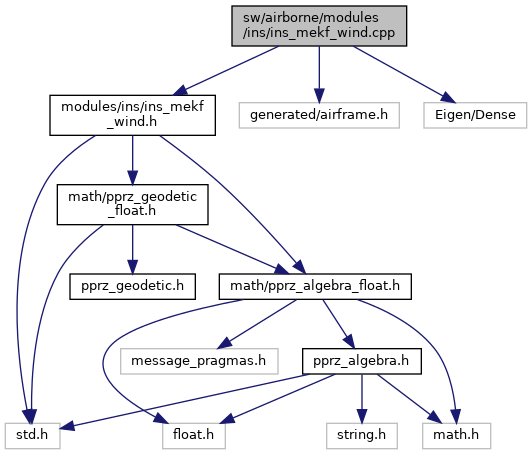 sw/airborne/modules
/ins/ins_mekf_wind.cpp
modules/ins/ins_mekf
_wind.h
generated/airframe.h
Eigen/Dense
math/pprz_geodetic
_float.h
pprz_geodetic.h
math/pprz_algebra_float.h
message_pragmas.h
pprz_algebra.h
std.h
float.h
string.h
math.h